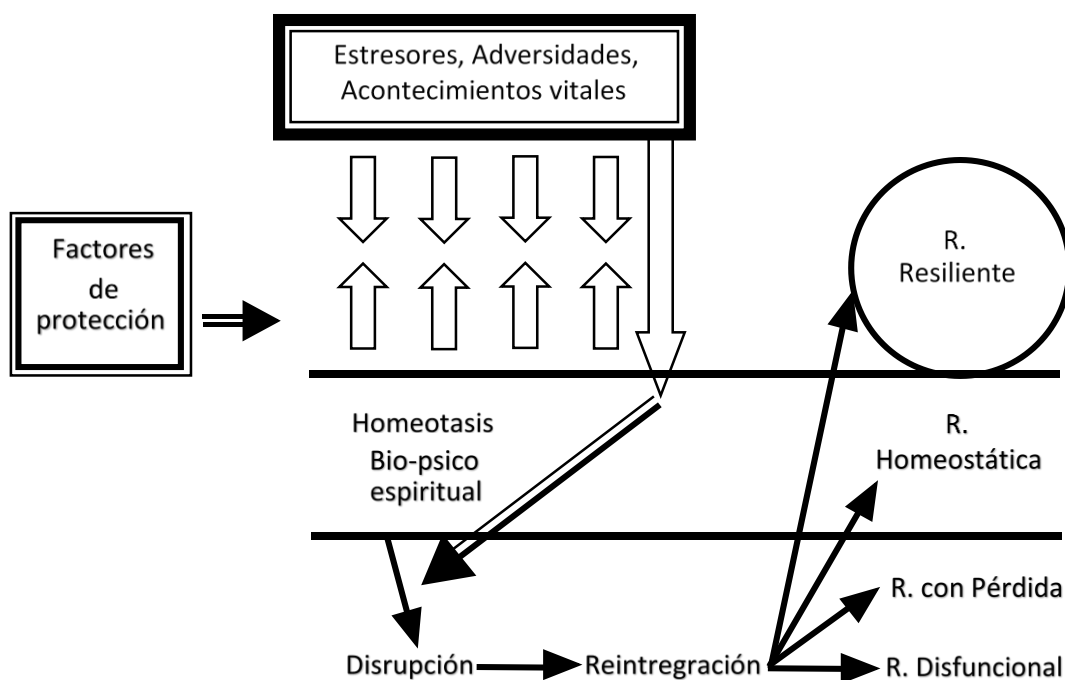 Estresores, Adversidades,
Acontecimientos vitales
Factores
de
protección
R.
Resiliente
Homeotasis
Bio-psico
espiritual
R.
Homeostática
R. con Pérdida
Disrupción
Reintregración
R. Disfuncional